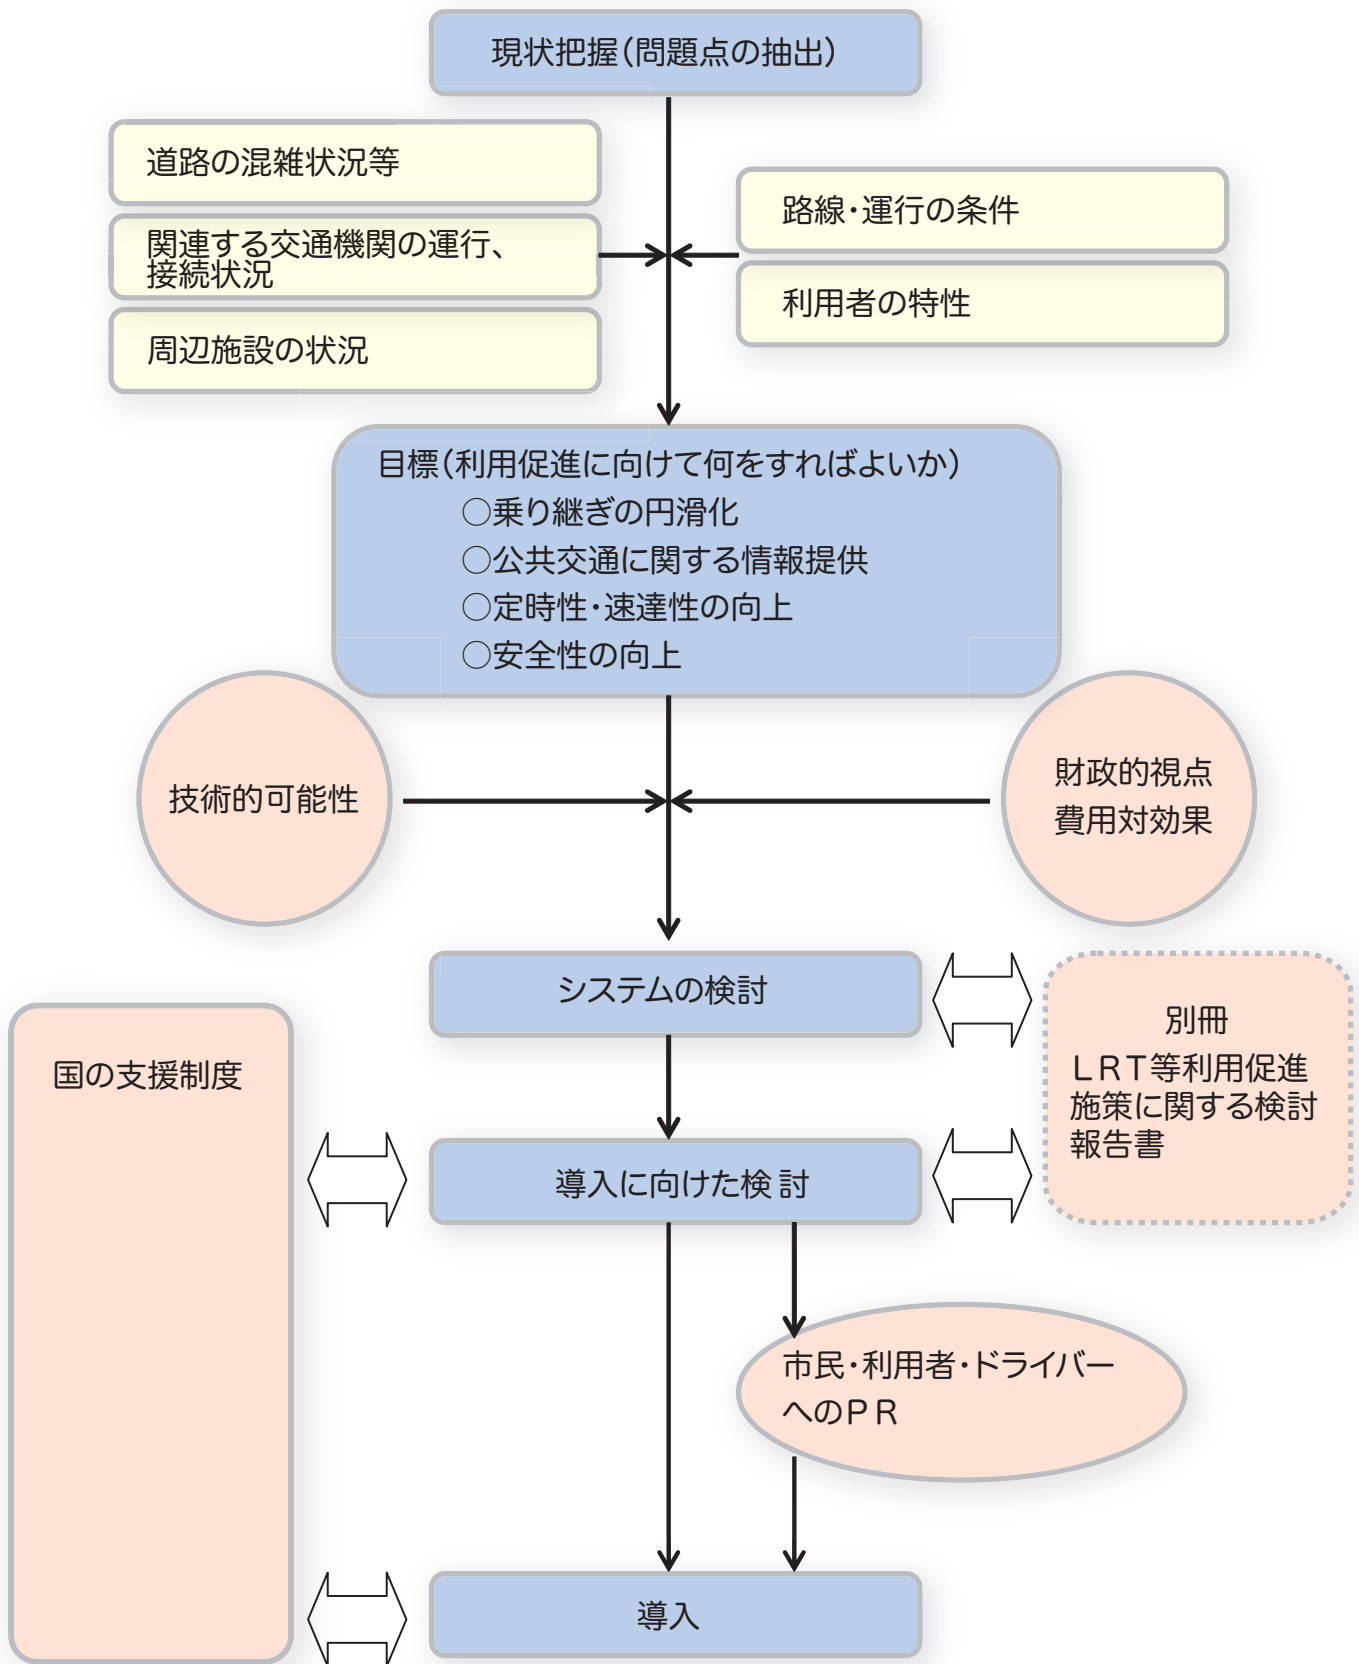 現状把握(問題点の抽出)
道路の混雑状況等
関連する交通機関の運行、
接続状況
周辺施設の状況
路線・運行の条件
利用者の特性
目標(利用促進に向けて何をすればよいか)
○乗り継ぎの円滑化
○公共交通に関する情報提供
○定時性・速達性の向上
○安全性の向上
技術的可能性
財政的視点
費用対効果
システムの検討
別冊
LRT等利用促進
施策に関する検討
報告書
国の支援制度
導入に向けた検討
市民・利用者・ドライバー
へのPR
導入